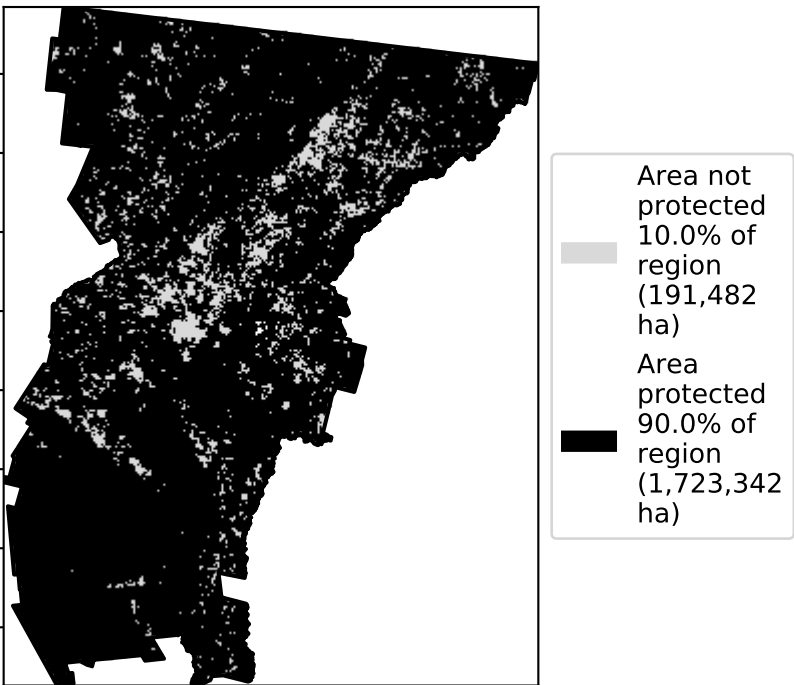 Area not
protected
10.0% of
region
(191,482
ha)
Area
protected
90.0% of
region
(1,723,342
ha)